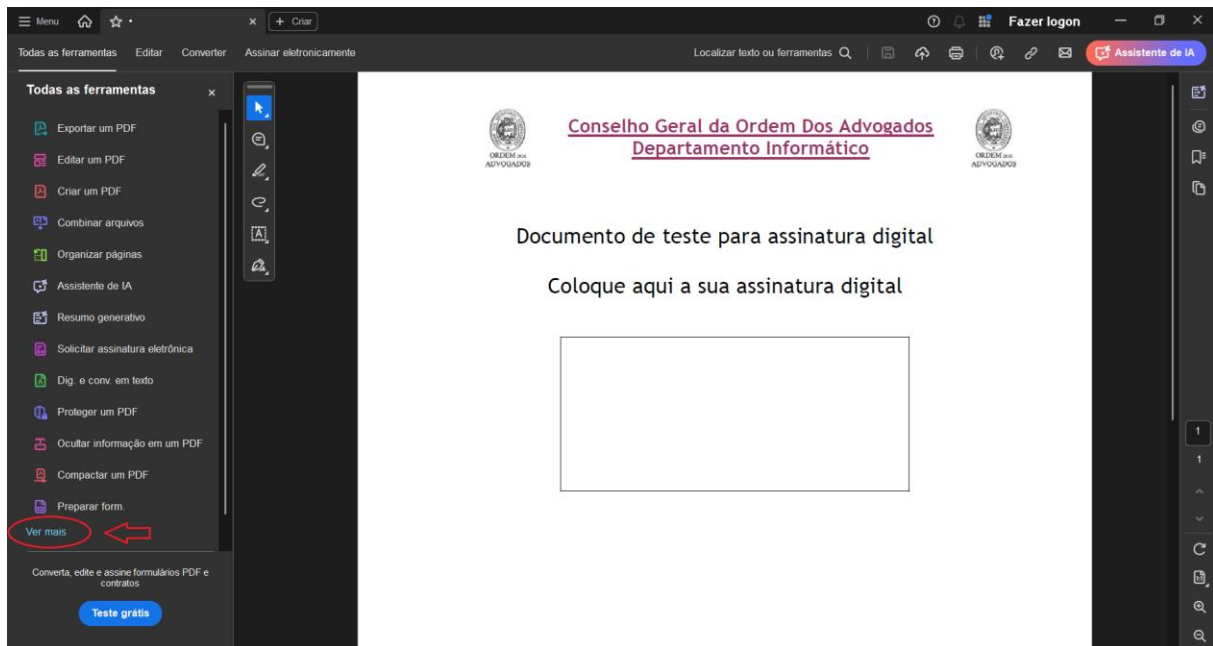 Menu
+ Criar
Fazer logon
Todas as ferramentas
Editar
Converter
Assinar eletronicamente
Localizar texto ou ferramentas
Assistente de IA
Todas as ferramentas
Exportar um PDF
Editar um PDF
Criar um PDF
Combinar arquivos
Organizar páginas
Assistente de IA
Resumo generativo
Solicitar assinatura eletrônica
Dig. e conv. em texto
Proteger um PDF
Ocultar informação em um PDF
Compactar um PDF
Preparar form.
Ver mais
Converta, edite e assine formulários PDF e
contratos
Teste grátis
ORDEM DOS
ADVOGADOS
Conselho Geral da Ordem Dos Advogados
Departamento Informático
ORDEM DOS
ADVOGADOS
Documento de teste para assinatura digital
Coloque aqui a sua assinatura digital
1
1